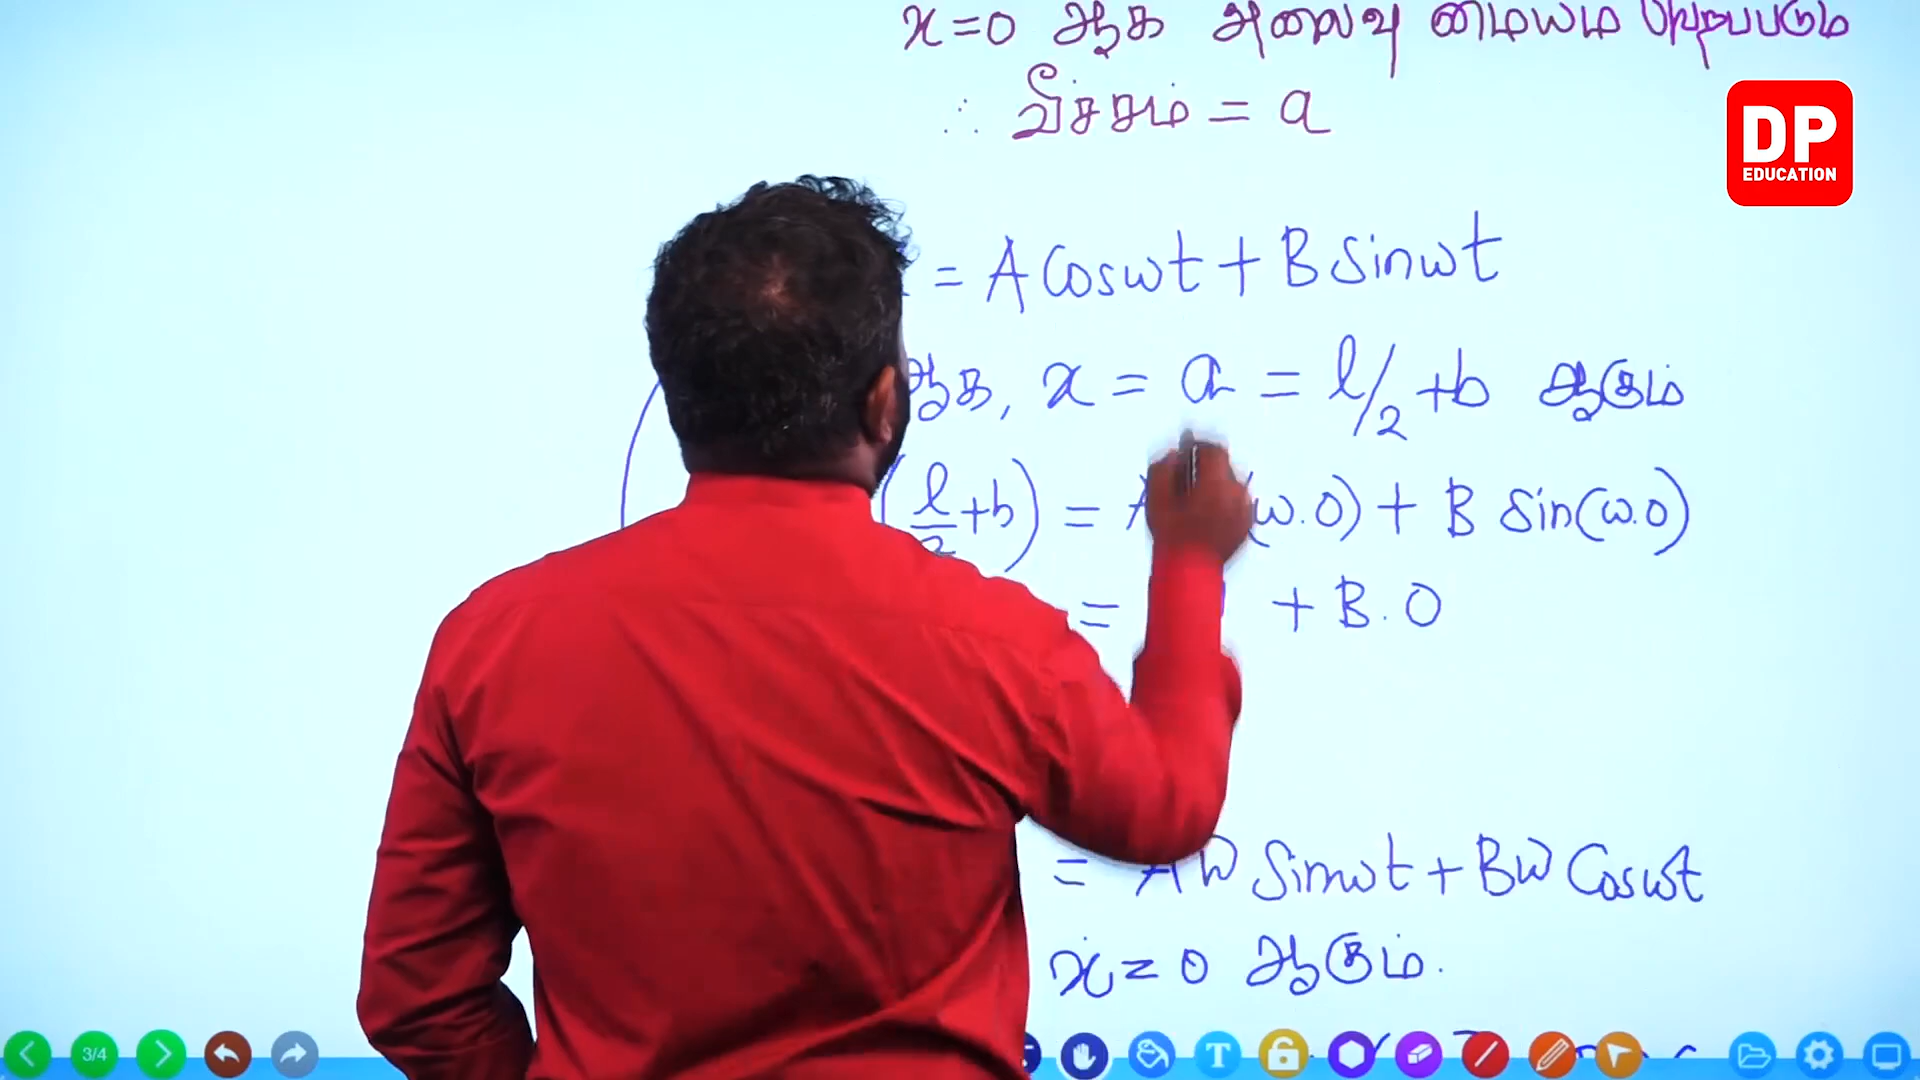 x=0 ஆக அலைவு மையம் பெறப்படும்
∴ வீச்சம் = a
DP
EDUCATION
= A Cosωt + B Sinωt
ஆக, x = a = l/2 + b ஆகும்
(l/2 + b) = A (ω.0) + B Sin(ω.0)
= + B.0
= Aω Sinωt + Bω Cosωt
ẋ = 0 ஆகும்.
3/4
T